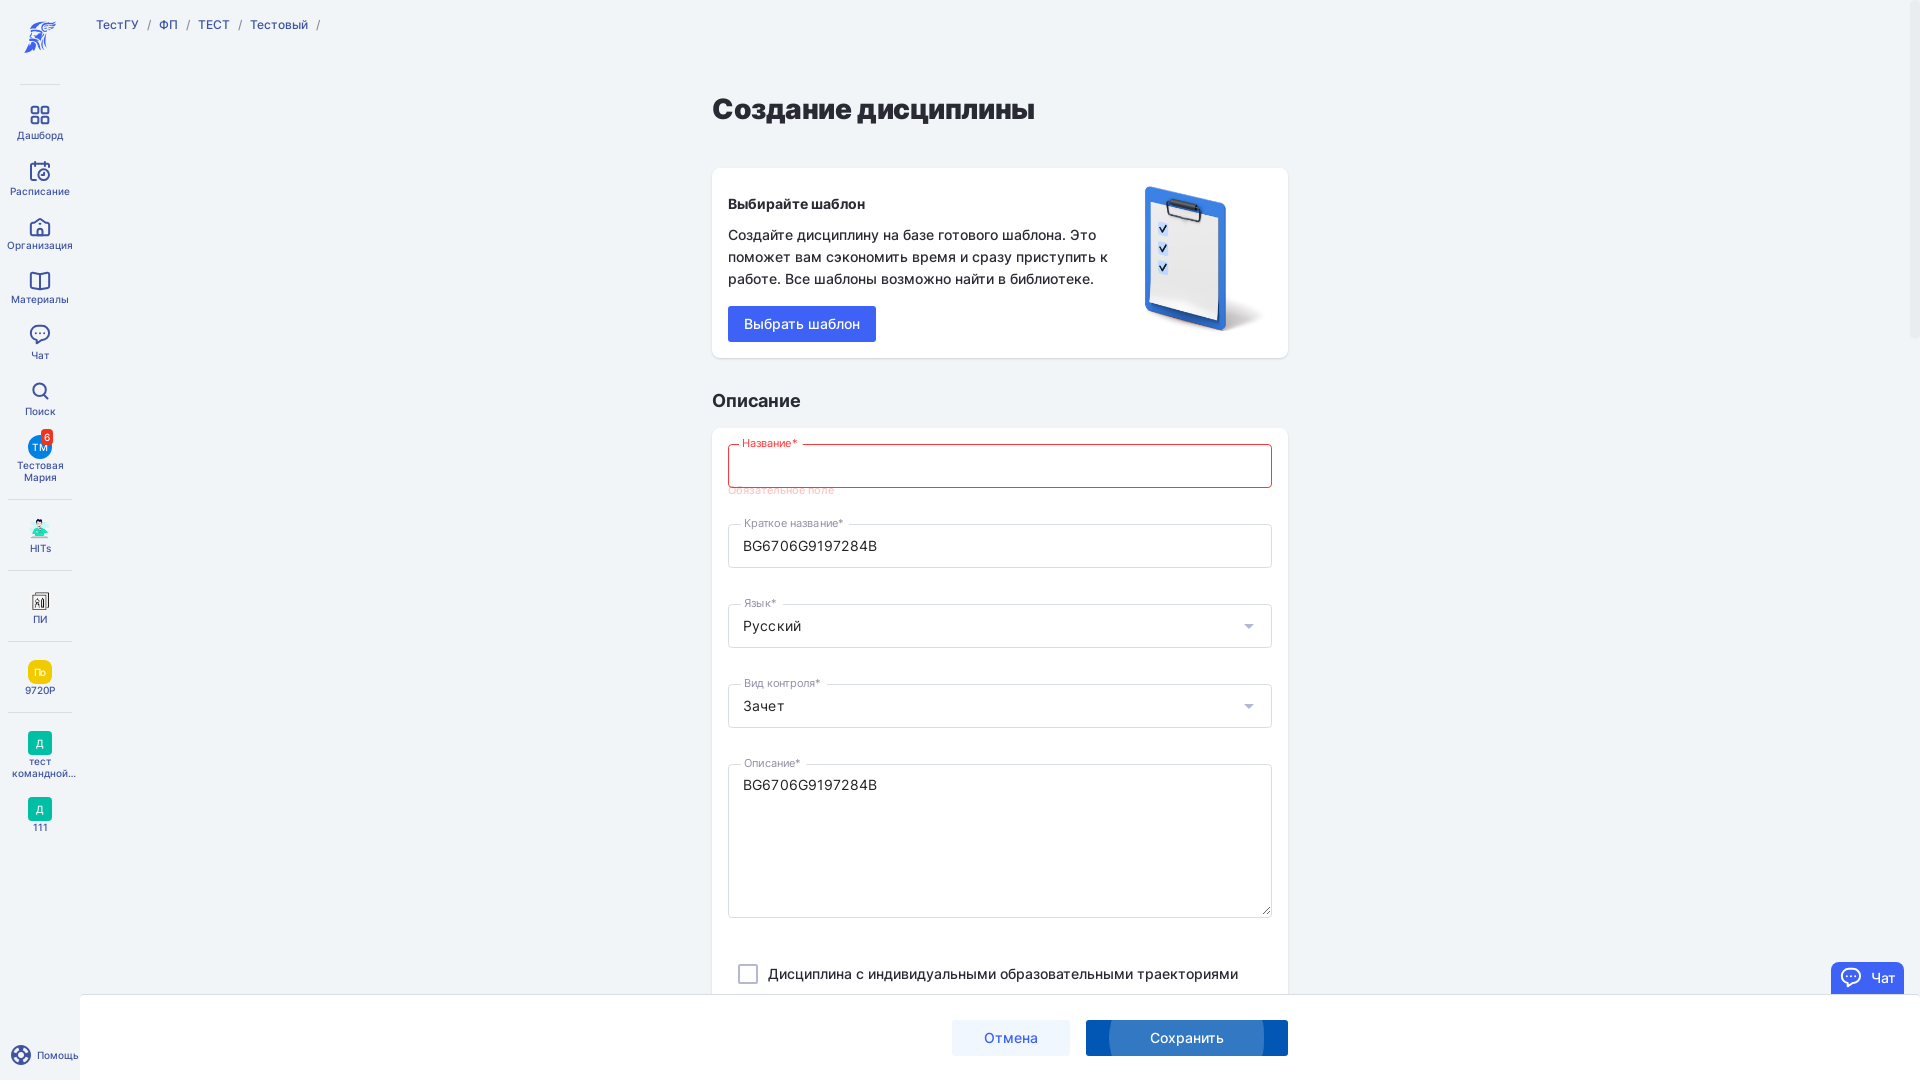 ТестГУ / ФП / ТЕСТ / Тестовый /
Дашборд
Расписание
Организация
Материалы
Чат
Поиск
ТМ
6
Тестовая
Мария
HITs
ПИ
Пb
9720P
Д
тест
командной...
Д
111
Помощь
Создание дисциплины
Выбирайте шаблон
Создайте дисциплину на базе готового шаблона. Это
поможет вам сэкономить время и сразу приступить к
работе. Все шаблоны возможно найти в библиотеке.
Выбрать шаблон
Описание
Название*
Обязательное поле
Краткое название*
BG6706G9197284B
Язык*
Русский
Вид контроля*
Зачет
Описание*
BG6706G9197284B
Дисциплина с индивидуальными образовательными траекториями
Чат
Отмена
Сохранить